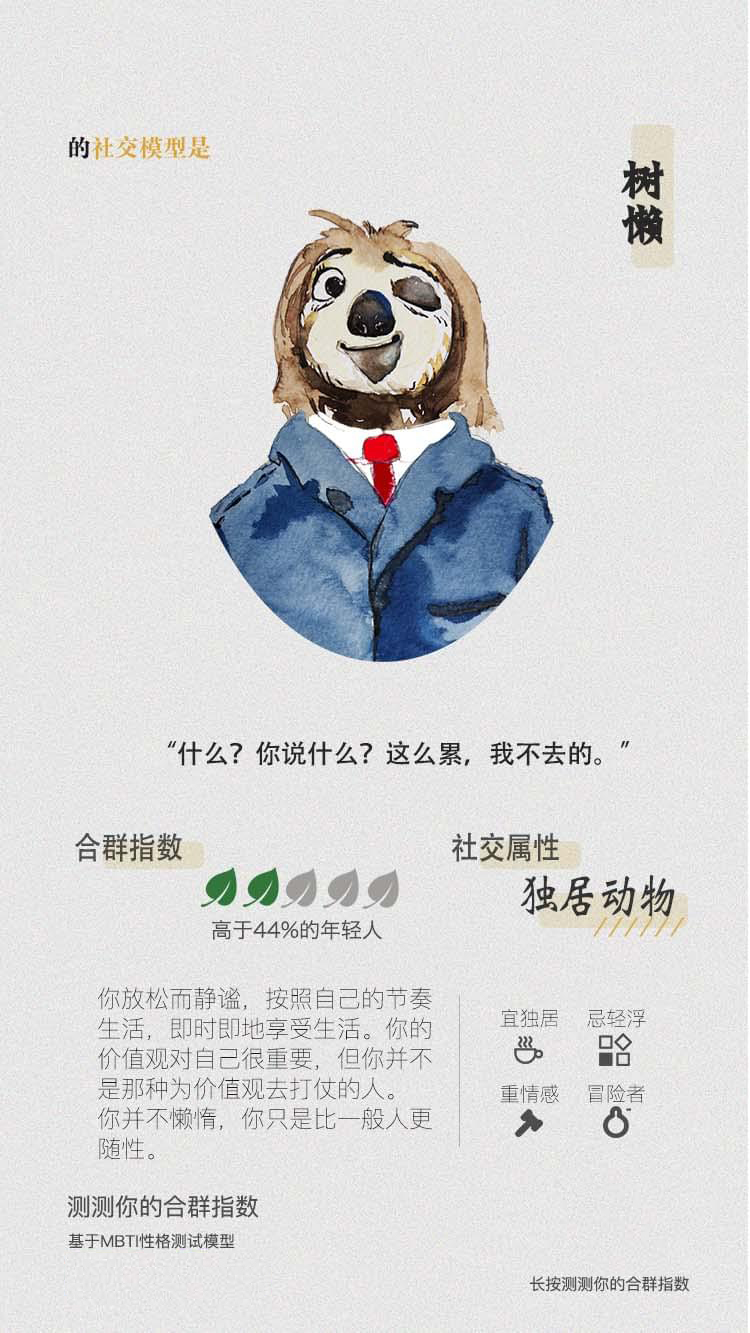 的社交模型是
树懒
“什么？你说什么？这么累，我不去的。”
合群指数
高于44%的年轻人
社交属性
独居动物
你放松而静谧，按照自己的节奏
生活，即时即地享受生活。你的
价值观对自己很重要，但你并不
是那种为价值观去打仗的人。
你并不懒惰，你只是比一般人更
随性。
宜独居
忌轻浮
重情感
冒险者
测测你的合群指数
基于MBTI性格测试模型
长按测测你的合群指数